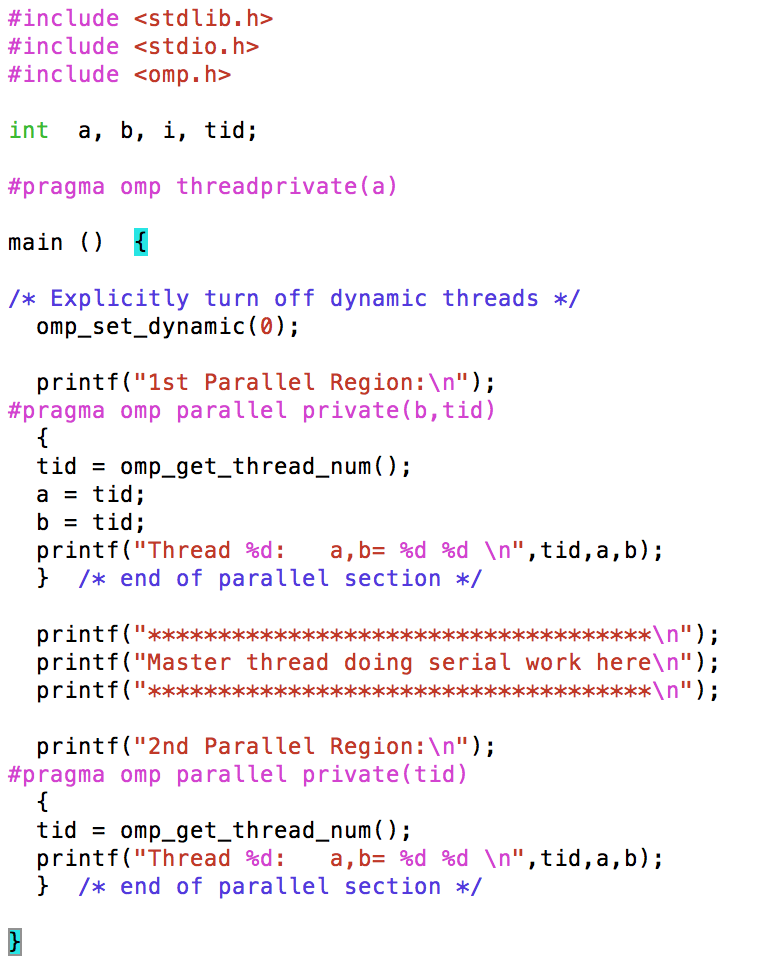 #include <stdlib.h>
#include <stdio.h>
#include <omp.h>
int  a, b, i, tid;
#pragma omp threadprivate(a)
main ()  {
/* Explicitly turn off dynamic threads */
  omp_set_dynamic(0);
  printf("1st Parallel Region:\n");
#pragma omp parallel private(b,tid)
  {
  tid = omp_get_thread_num();
  a = tid;
  b = tid;
  printf("Thread %d:   a,b= %d %d \n",tid,a,b);
  }  /* end of parallel section */
  printf("************************************\n");
  printf("Master thread doing serial work here\n");
  printf("************************************\n");
  printf("2nd Parallel Region:\n");
#pragma omp parallel private(tid)
  {
  tid = omp_get_thread_num();
  printf("Thread %d:   a,b= %d %d \n",tid,a,b);
  }  /* end of parallel section */
}